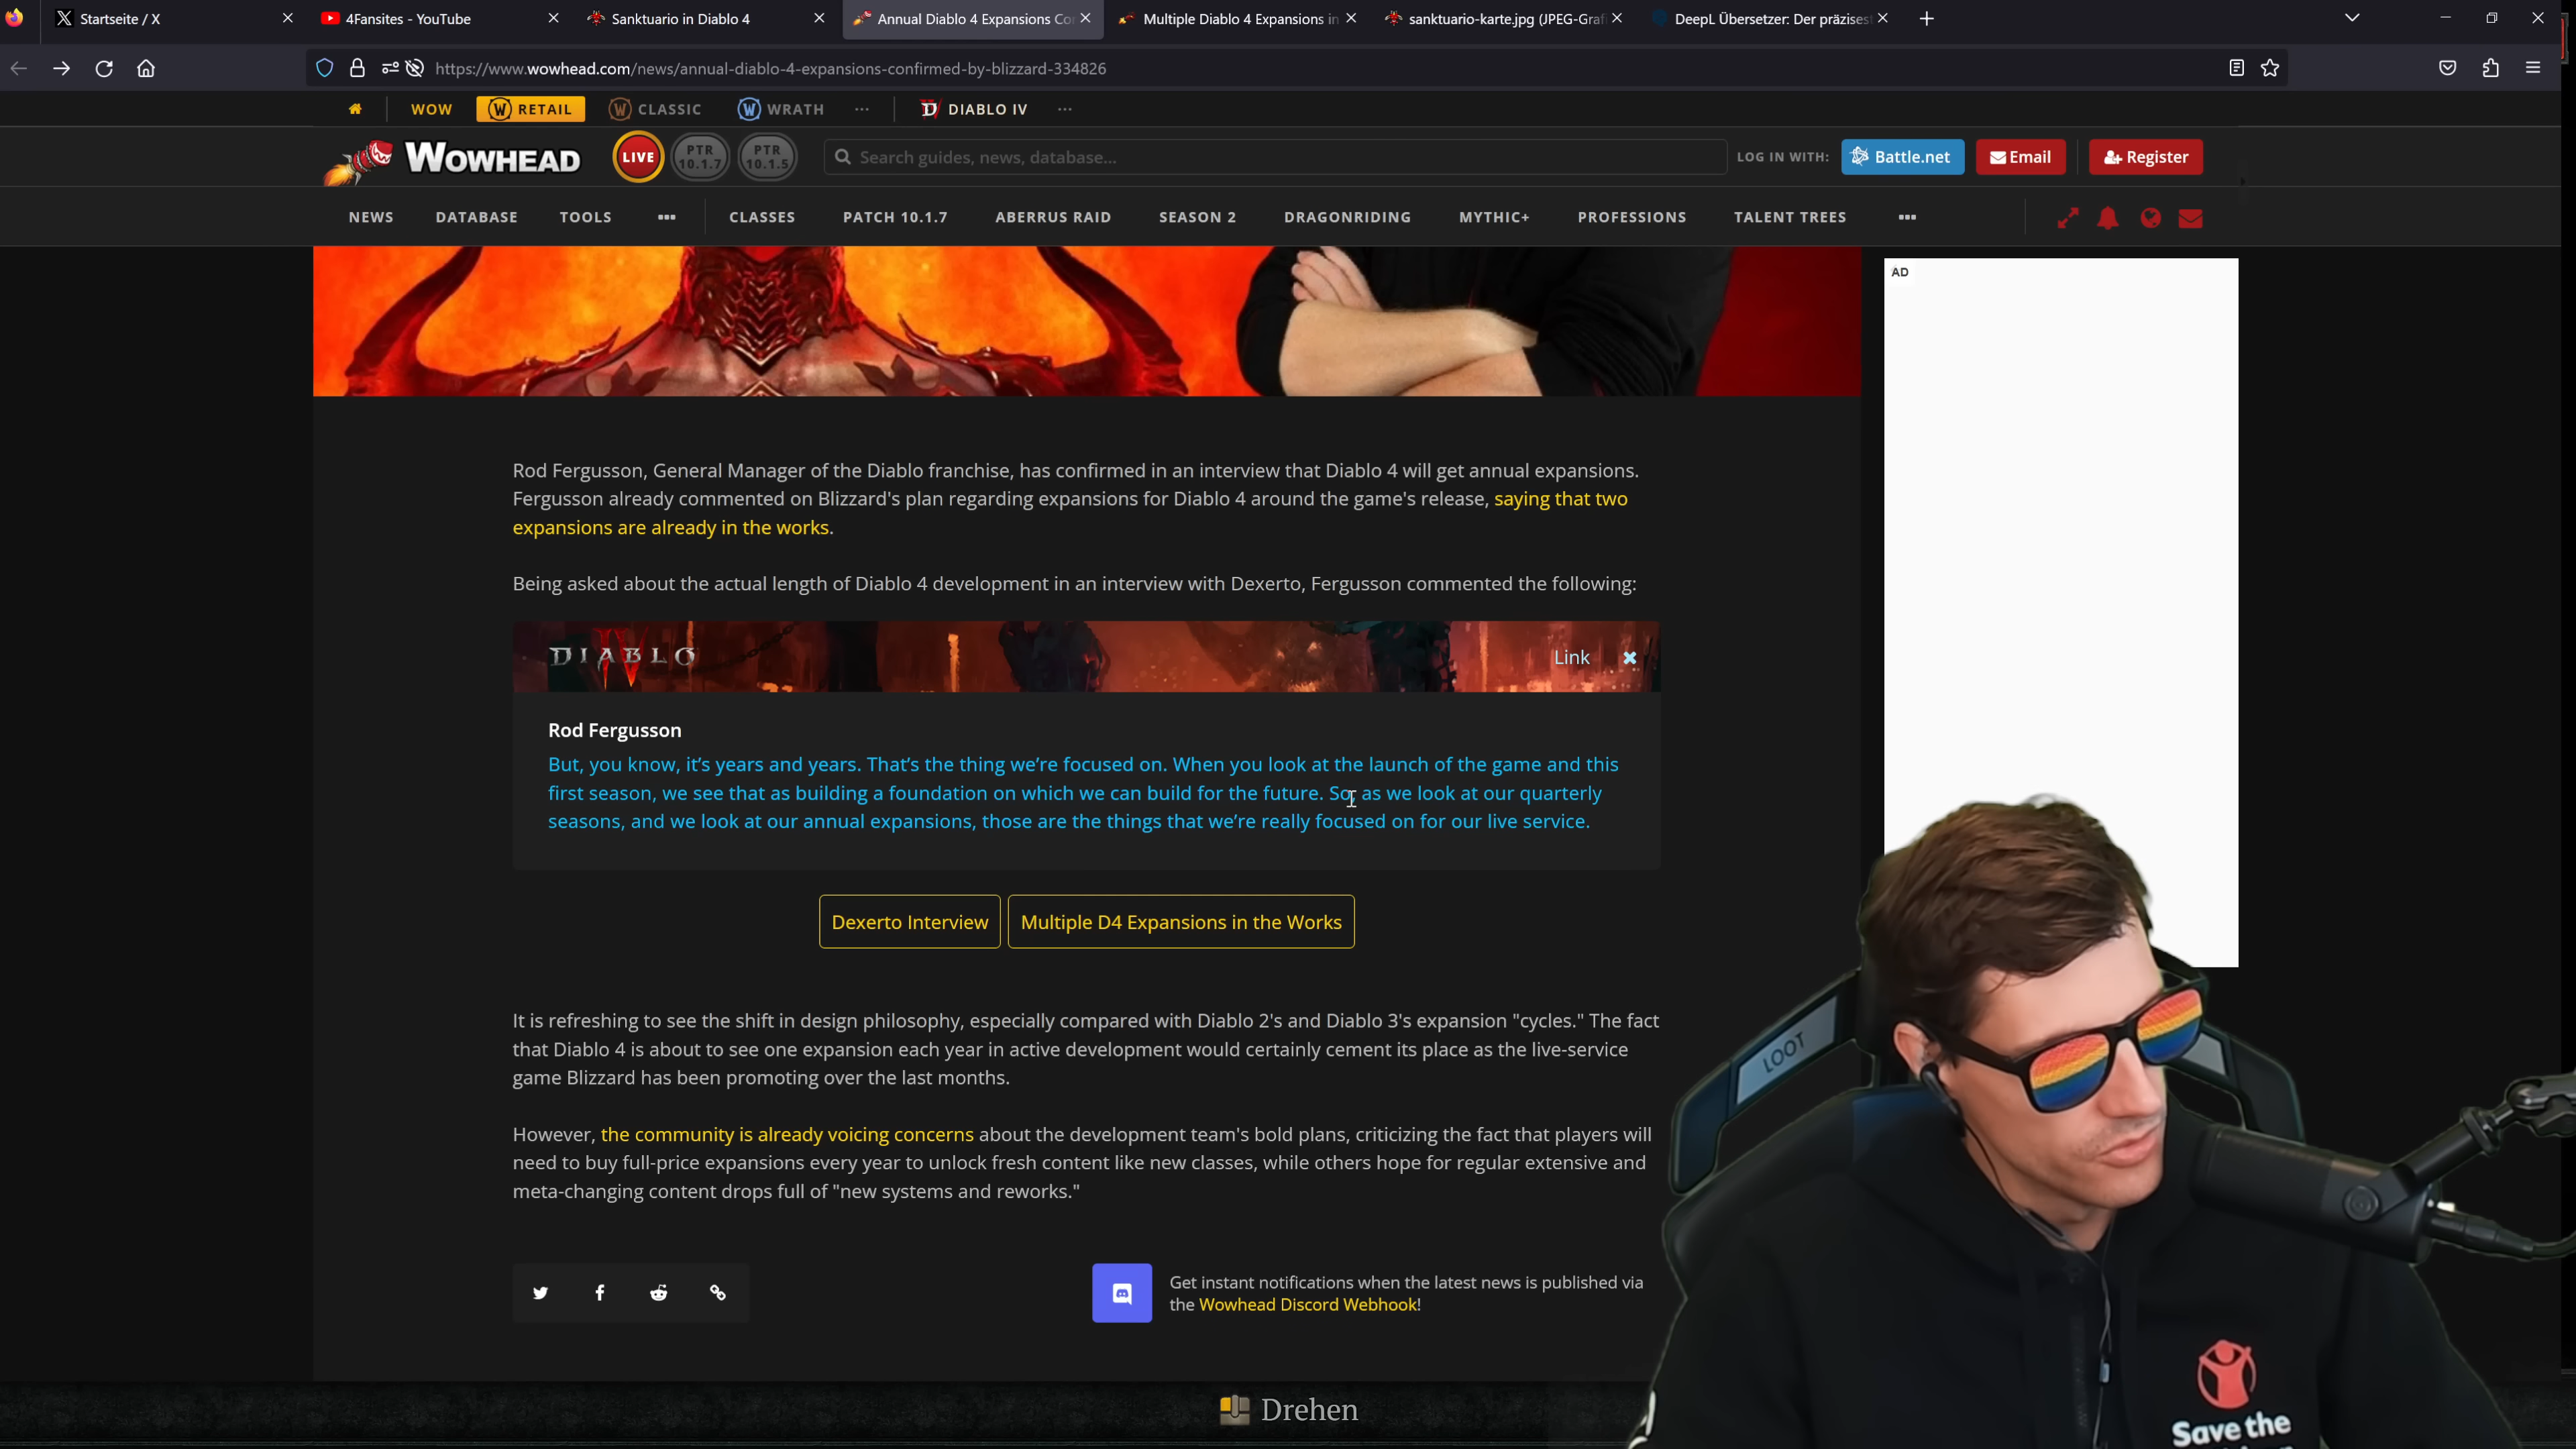 Startseite / X
4Fansites - YouTube
Sanktuario in Diablo 4
Annual Diablo 4 Expansions Co
Multiple Diablo 4 Expansions in
sanktuario-karte.jpg (JPEG-Grafi
DeepL Übersetzer: Der präzises
https://www.wowhead.com/news/annual-diablo-4-expansions-confirmed-by-blizzard-334826
WOW
RETAIL
CLASSIC
WRATH
DIABLO IV
WOWHEAD
LIVE
PTR
10.1.7
PTR
10.1.5
Search guides, news, database...
LOG IN WITH:
Battle.net
Email
Register
NEWS
DATABASE
TOOLS
CLASSES
PATCH 10.1.7
ABERRUS RAID
SEASON 2
DRAGONRIDING
MYTHIC+
PROFESSIONS
TALENT TREES
AD
Rod Fergusson, General Manager of the Diablo franchise, has confirmed in an interview that Diablo 4 will get annual expansions.
Fergusson already commented on Blizzard's plan regarding expansions for Diablo 4 around the game's release, saying that two
expansions are already in the works.
Being asked about the actual length of Diablo 4 development in an interview with Dexerto, Fergusson commented the following:
DIABLO IV
Link
Rod Fergusson
But, you know, it's years and years. That's the thing we're focused on. When you look at the launch of the game and this
first season, we see that as building a foundation on which we can build for the future. So, as we look at our quarterly
seasons, and we look at our annual expansions, those are the things that we're really focused on for our live service.
Dexerto Interview
Multiple D4 Expansions in the Works
It is refreshing to see the shift in design philosophy, especially compared with Diablo 2's and Diablo 3's expansion "cycles." The fact
that Diablo 4 is about to see one expansion each year in active development would certainly cement its place as the live-service
game Blizzard has been promoting over the last months.
However, the community is already voicing concerns about the development team's bold plans, criticizing the fact that players will
need to buy full-price expansions every year to unlock fresh content like new classes, while others hope for regular extensive and
meta-changing content drops full of "new systems and reworks."
Get instant notifications when the latest news is published via
the Wowhead Discord Webhook!
LOOT
Drehen
Save the